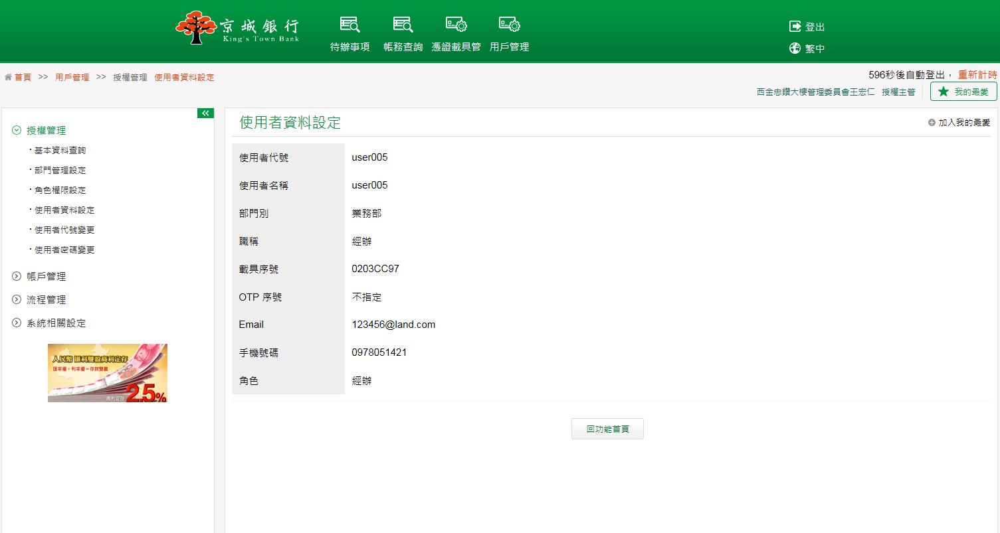 京城銀行
King's Town Bank
待辦事項 帳務查詢 憑證載具管 用戶管理
登出
繁中
首頁 >> 用戶管理 >> 授權管理 使用者資料設定
596秒後自動登出， 重新計時
西金忠鑽大樓管理委員會王宏仁 授權主管
我的最愛
授權管理
基本資料查詢
部門管理設定
角色權限設定
使用者資料設定
使用者代號變更
使用者密碼變更
帳戶管理
流程管理
系統相關設定
人民幣 匯利雙盈高利定存
匯率優+利率優=存款雙贏
高利定存 2.5%
使用者資料設定
加入我的最愛
使用者代號 user005
使用者名稱 user005
部門別 業務部
職稱 經辦
載具序號 0203CC97
OTP 序號 不指定
Email 123456@land.com
手機號碼 0978051421
角色 經辦
回功能首頁